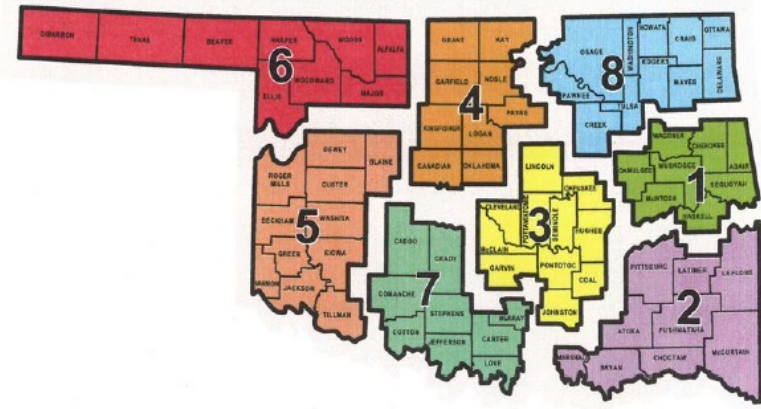 CIMARRON
TEXAS
BEAVER
HARPER
WOODS
ALFALFA
6
ELLIS
WOODWARD
MAJOR
GRANT
KAY
GARFIELD
NOBLE
4
PAYNE
KINGFISHER
LOGAN
CANADIAN
OKLAHOMA
OSAGE
WASHINGTON
NOWATA
CRAIG
OTTAWA
8
ROGERS
PAWNEE
MAYES
DELAWARE
TULSA
CREEK
WAGONER
CHEROKEE
OKMULGEE
MUSKOGEE
ADAIR
1
SEQUOYAH
McINTOSH
HASKELL
DEWEY
BLAINE
ROGER
MILLS
CUSTER
5
BECKHAM
WASHITA
GREER
KIOWA
HARMON
JACKSON
TILLMAN
LINCOLN
OKFUSKEE
CLEVELAND
POTTAWATOMIE
SEMINOLE
3
HUGHES
McCLAIN
GARVIN
PONTOTOC
COAL
JOHNSTON
CADDO
GRADY
7
COMANCHE
STEPHENS
MURRAY
COTTON
JEFFERSON
CARTER
LOVE
PITTSBURG
LATIMER
LEFLORE
2
ATOKA
PUSHMATAHA
MARSHALL
BRYAN
CHOCTAW
McCURTAIN